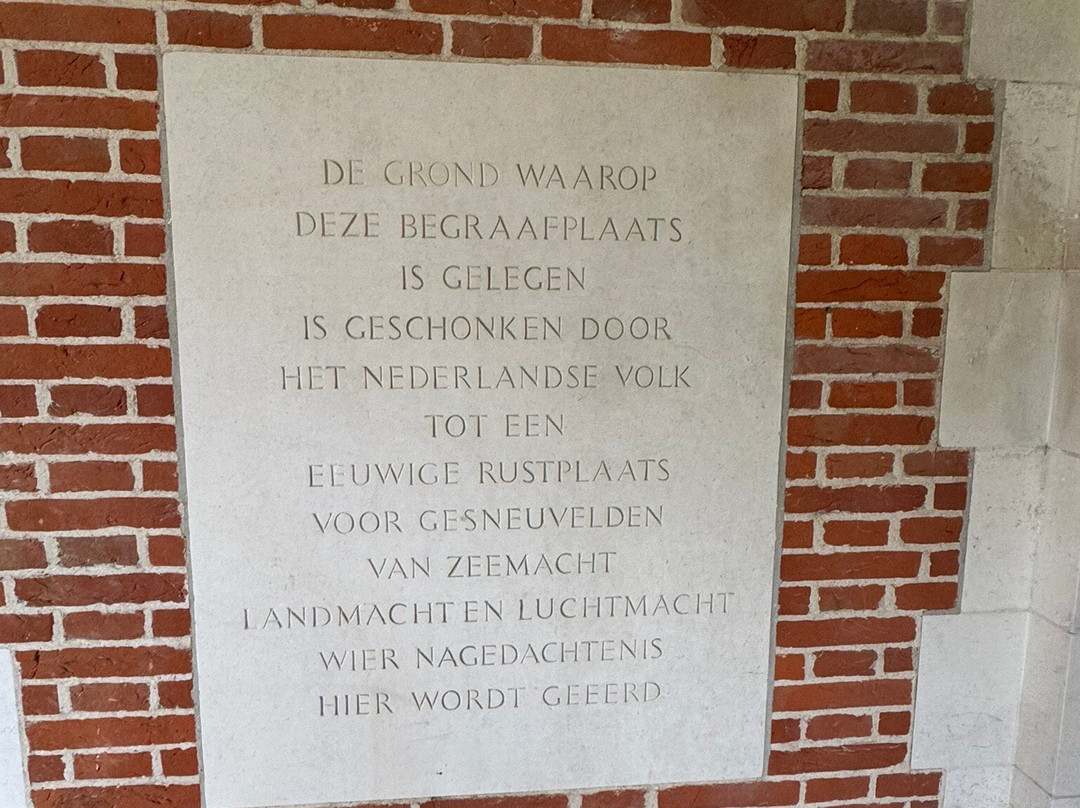 DE GROND WAAROP
DEZE BEGRAAFPLAATS
IS GELEGEN
IS GESCHONKEN DOOR
HET NEDERLANDSE VOLK
TOT EEN
EEUWIGE RUSTPLAATS
VOOR GESNEUVELDEN
VAN ZEEMACHT
LANDMACHT EN LUCHTMACHT
WIER NAGEDACHTENIS
HIER WORDT GEEERD